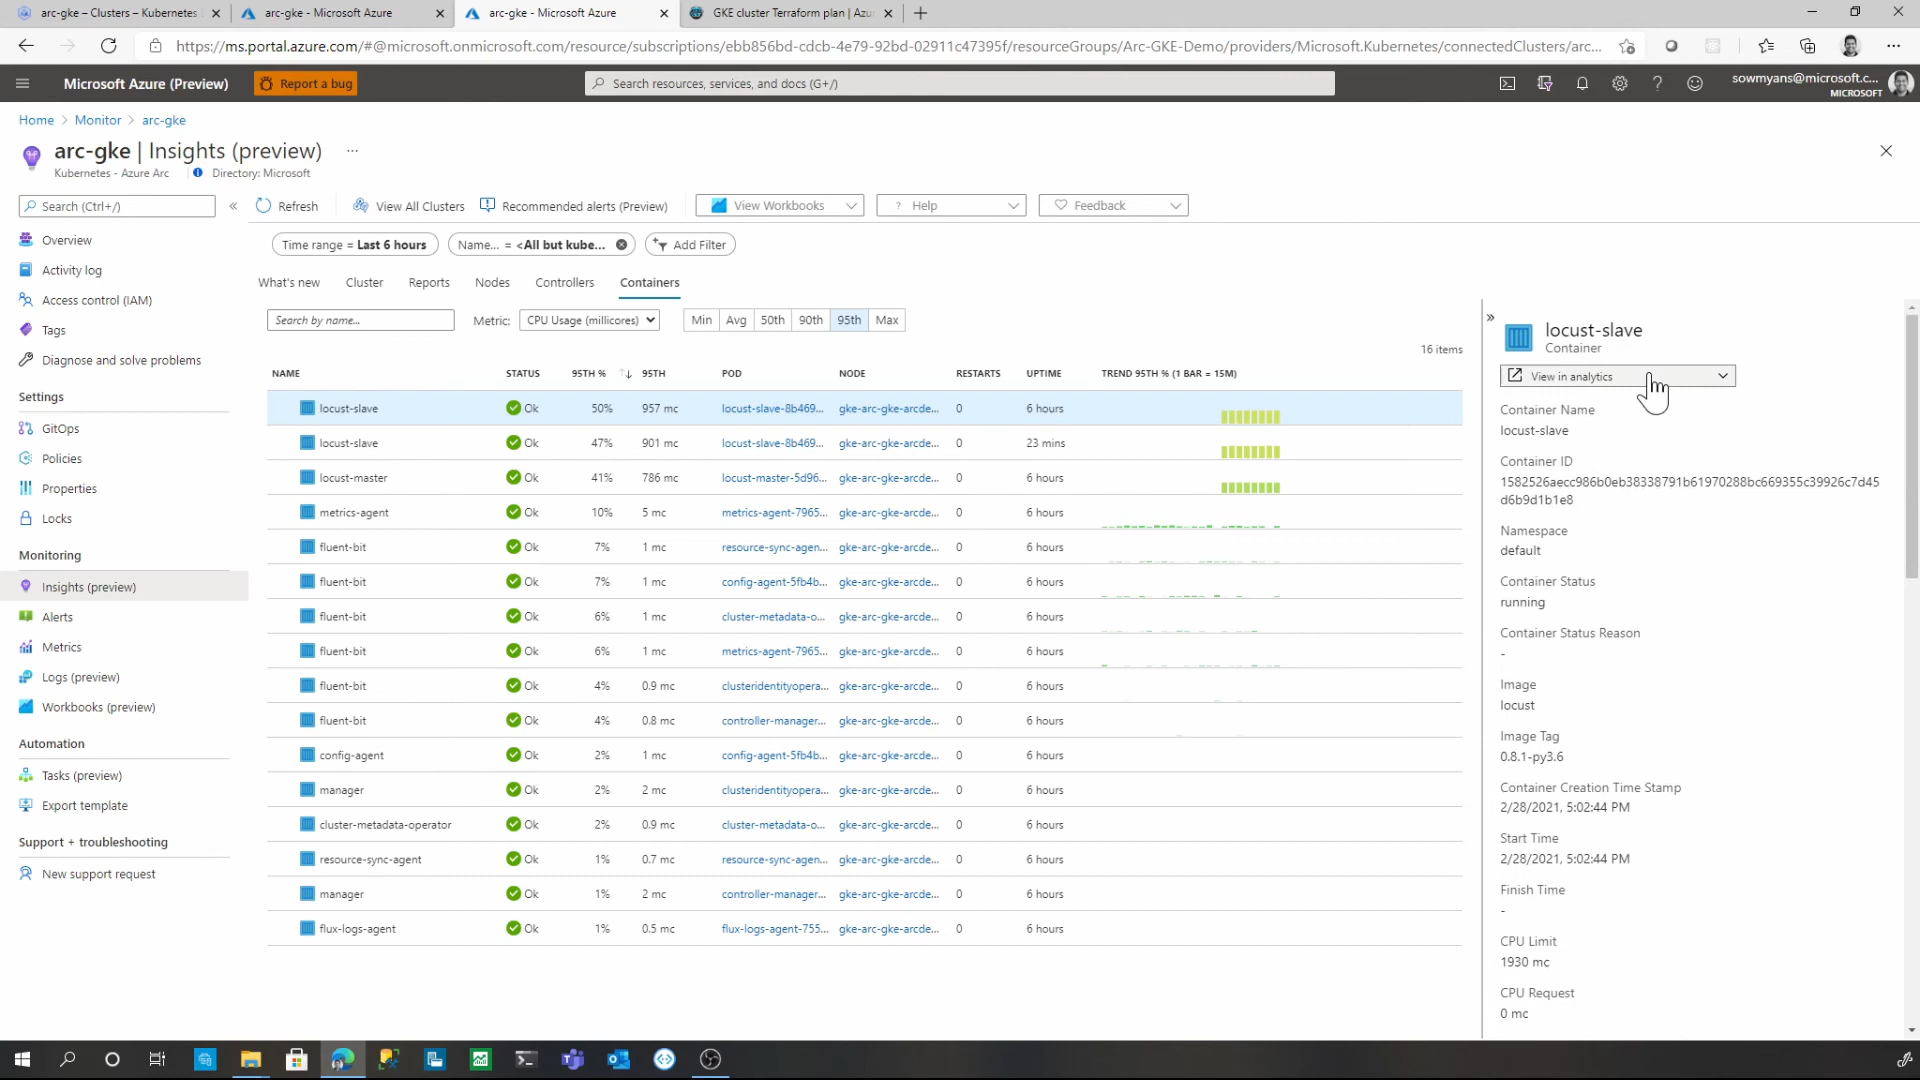 arc-gke – Clusters – Kubernetes
arc-gke - Microsoft Azure
arc-gke - Microsoft Azure
GKE cluster Terraform plan | Azu
https://ms.portal.azure.com/#@microsoft.onmicrosoft.com/resource/subscriptions/ebb856bd-cdcb-4e79-92bd-02911c47395f/resourceGroups/Arc-GKE-Demo/providers/Microsoft.Kubernetes/connectedClusters/arc...
Microsoft Azure (Preview)
Report a bug
Search resources, services, and docs (G+/)
sowmyans@microsoft.c...
MICROSOFT
Home > Monitor > arc-gke
arc-gke | Insights (preview) ...
Kubernetes - Azure Arc
Directory: Microsoft
Search (Ctrl+/)
«
Refresh
View All Clusters
Recommended alerts (Preview)
View Workbooks
? Help
Feedback
Overview
Activity log
Access control (IAM)
Tags
Diagnose and solve problems
Settings
GitOps
Policies
Properties
Locks
Monitoring
Insights (preview)
Alerts
Metrics
Logs (preview)
Workbooks (preview)
Automation
Tasks (preview)
Export template
Support + troubleshooting
New support request
Time range = Last 6 hours
Name... = <All but kube...
Add Filter
What's new Cluster Reports Nodes Controllers Containers
Search by name...
Metric: CPU Usage (millicores)
Min Avg 50th 90th 95th Max
16 items
NAME STATUS 95TH % ↑↓ 95TH POD NODE RESTARTS UPTIME TREND 95TH % (1 BAR = 15M)
locust-slave Ok 50% 957 mc locust-slave-8b469... gke-arc-gke-arcde... 0 6 hours
locust-slave Ok 47% 901 mc locust-slave-8b469... gke-arc-gke-arcde... 0 23 mins
locust-master Ok 41% 786 mc locust-master-5d96... gke-arc-gke-arcde... 0 6 hours
metrics-agent Ok 10% 5 mc metrics-agent-7965... gke-arc-gke-arcde... 0 6 hours
fluent-bit Ok 7% 1 mc resource-sync-agen... gke-arc-gke-arcde... 0 6 hours
fluent-bit Ok 7% 1 mc config-agent-5fb4b... gke-arc-gke-arcde... 0 6 hours
fluent-bit Ok 6% 1 mc cluster-metadata-o... gke-arc-gke-arcde... 0 6 hours
fluent-bit Ok 6% 1 mc metrics-agent-7965... gke-arc-gke-arcde... 0 6 hours
fluent-bit Ok 4% 0.9 mc clusteridentityopera... gke-arc-gke-arcde... 0 6 hours
fluent-bit Ok 4% 0.8 mc controller-manager... gke-arc-gke-arcde... 0 6 hours
config-agent Ok 2% 1 mc config-agent-5fb4b... gke-arc-gke-arcde... 0 6 hours
manager Ok 2% 2 mc clusteridentityopera... gke-arc-gke-arcde... 0 6 hours
cluster-metadata-operator Ok 2% 0.9 mc cluster-metadata-o... gke-arc-gke-arcde... 0 6 hours
resource-sync-agent Ok 1% 0.7 mc resource-sync-agen... gke-arc-gke-arcde... 0 6 hours
manager Ok 1% 2 mc controller-manager... gke-arc-gke-arcde... 0 6 hours
flux-logs-agent Ok 1% 0.5 mc flux-logs-agent-755... gke-arc-gke-arcde... 0 6 hours
»
locust-slave
Container
View in analytics
Container Name
locust-slave
Container ID
1582526aecc986b0eb38338791b61970288bc669355c39926c7d45
d6b9d1b1e8
Namespace
default
Container Status
running
Container Status Reason
-
Image
locust
Image Tag
0.8.1-py3.6
Container Creation Time Stamp
2/28/2021, 5:02:44 PM
Start Time
2/28/2021, 5:02:44 PM
Finish Time
-
CPU Limit
1930 mc
CPU Request
0 mc